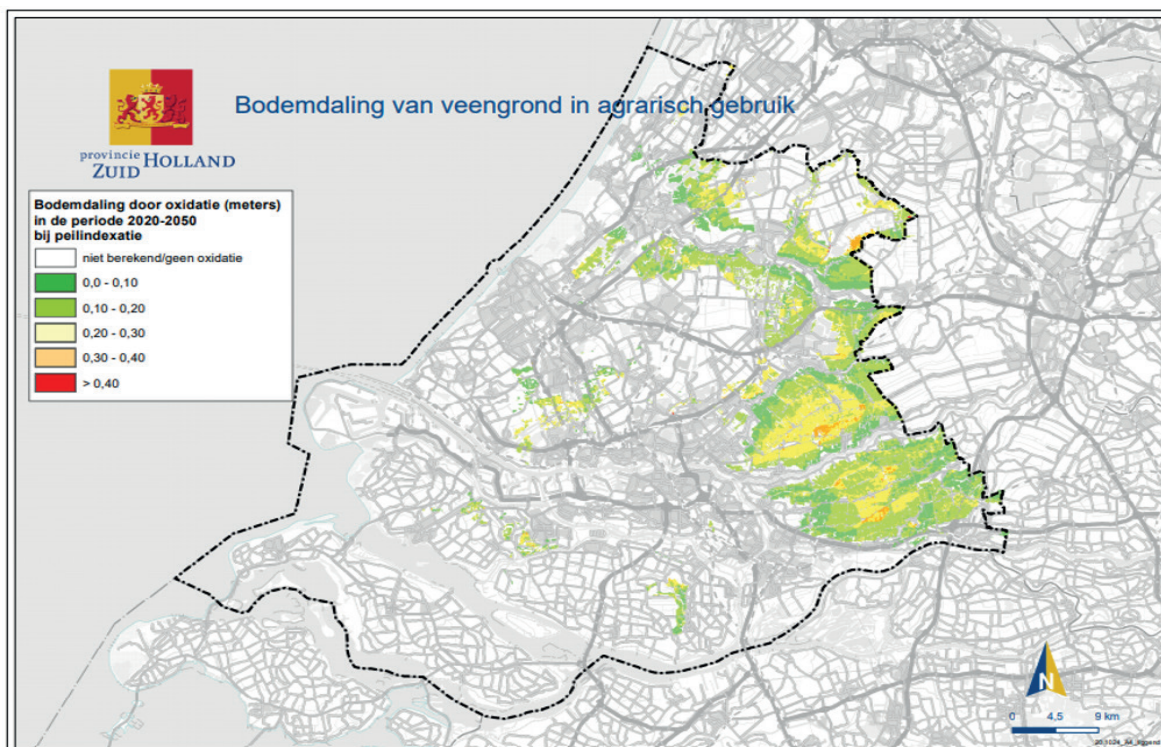 Bodemdaling van veengrond in agrarisch gebruik
provincie
ZUID HOLLAND
Bodemdaling door oxidatie (meters)
in de periode 2020-2050
bij peilindexatie
niet berekend/geen oxidatie
0,0 - 0,10
0,10 - 0,20
0,20 - 0,30
0,30 - 0,40
> 0,40
N
0 4,5 9 km